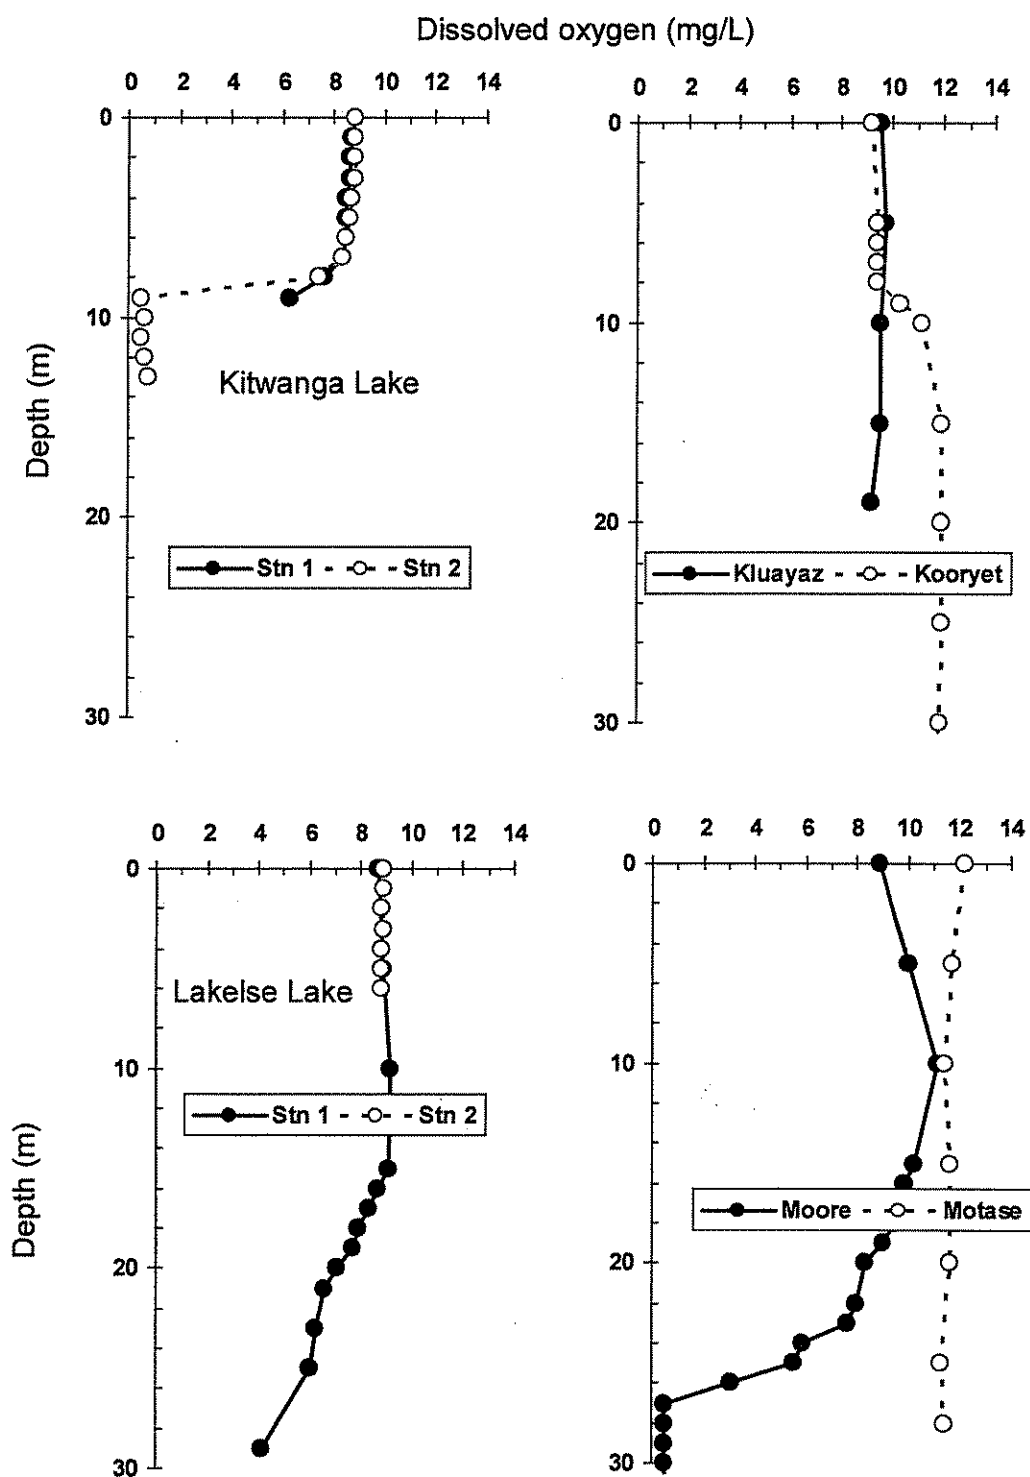 Dissolved oxygen (mg/L)
0 2 4 6 8 10 12 14
0
10
20
30
Depth (m)
Kitwanga Lake
Stn 1 Stn 2
0 2 4 6 8 10 12 14
0
10
20
30
Kluayaz Kooryet
0 2 4 6 8 10 12 14
0
10
20
30
Depth (m)
Lakelse Lake
Stn 1 Stn 2
0 2 4 6 8 10 12 14
0
10
20
30
Moore Motase